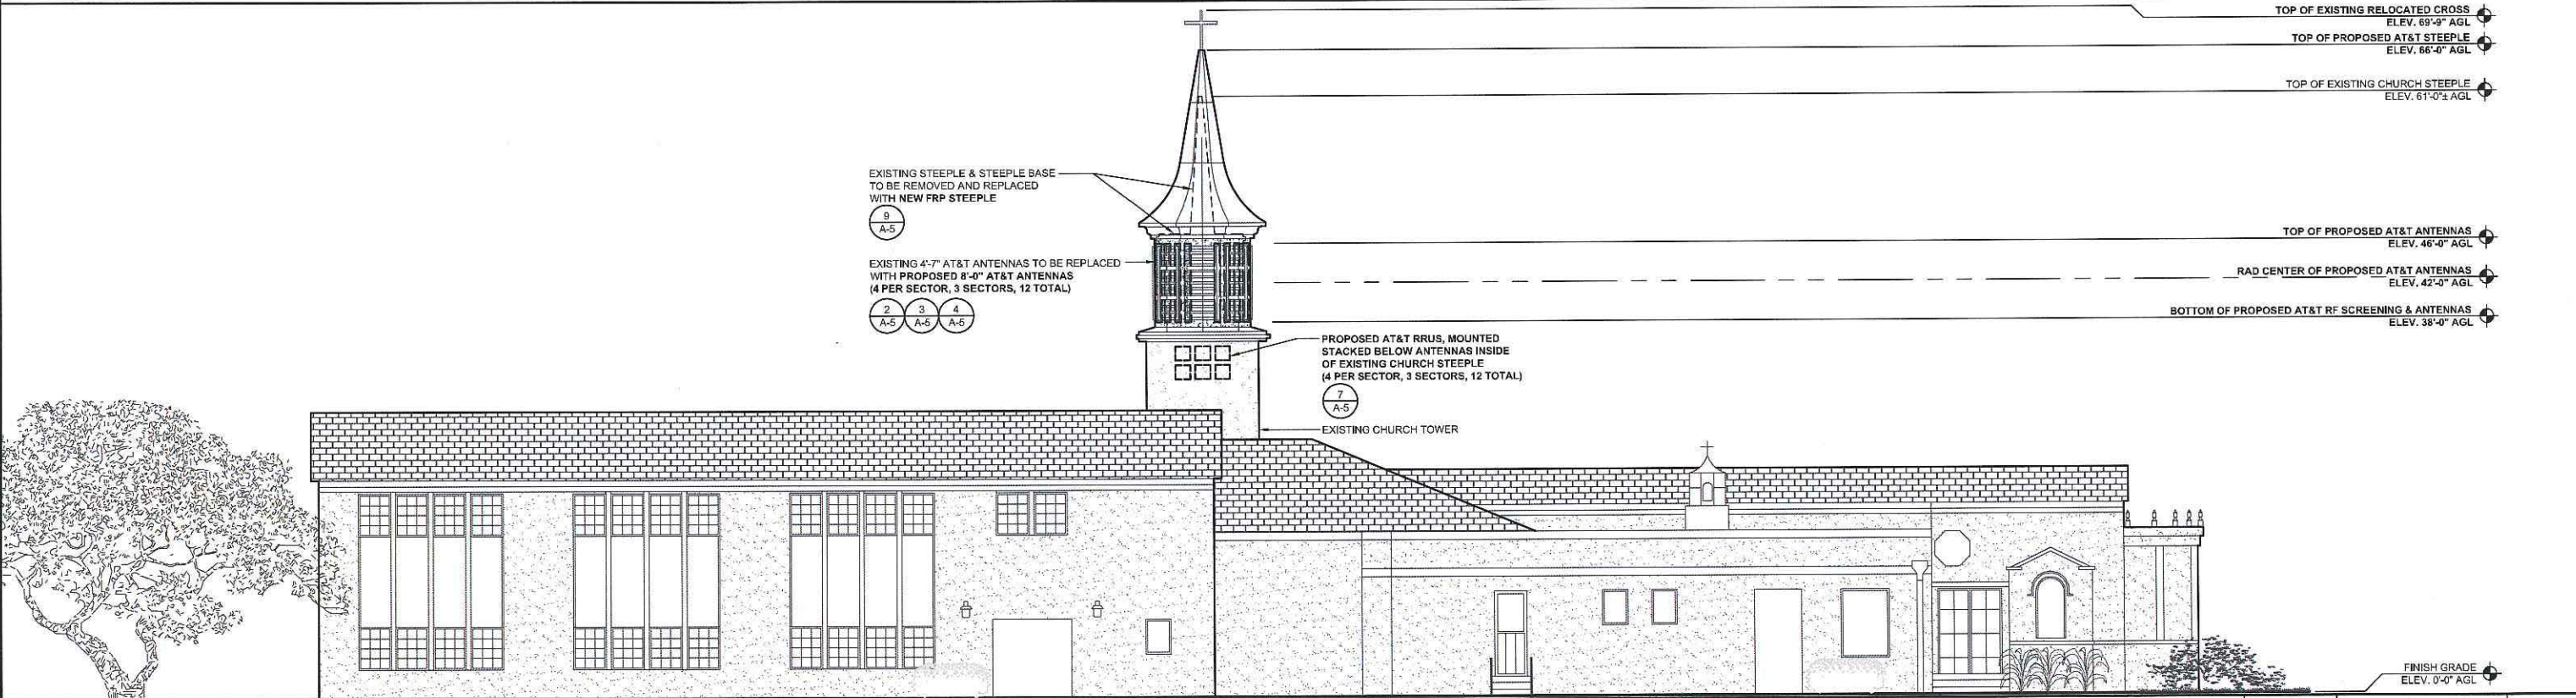 TOP OF EXISTING RELOCATED CROSS
ELEV. 69'-9" AGL
TOP OF PROPOSED AT&T STEEPLE
ELEV. 66'-0" AGL
TOP OF EXISTING CHURCH STEEPLE
ELEV. 61'-0"± AGL
EXISTING STEEPLE & STEEPLE BASE
TO BE REMOVED AND REPLACED
WITH NEW FRP STEEPLE
9
A-5
TOP OF PROPOSED AT&T ANTENNAS
ELEV. 46'-0" AGL
EXISTING 4'-7" AT&T ANTENNAS TO BE REPLACED
WITH PROPOSED 8'-0" AT&T ANTENNAS
(4 PER SECTOR, 3 SECTORS, 12 TOTAL)
2 3 4
A-5 A-5 A-5
RAD CENTER OF PROPOSED AT&T ANTENNAS
ELEV. 42'-0" AGL
BOTTOM OF PROPOSED AT&T RF SCREENING & ANTENNAS
ELEV. 38'-0" AGL
PROPOSED AT&T RRUS, MOUNTED
STACKED BELOW ANTENNAS INSIDE
OF EXISTING CHURCH STEEPLE
(4 PER SECTOR, 3 SECTORS, 12 TOTAL)
7
A-5
EXISTING CHURCH TOWER
FINISH GRADE
ELEV. 0'-0" AGL